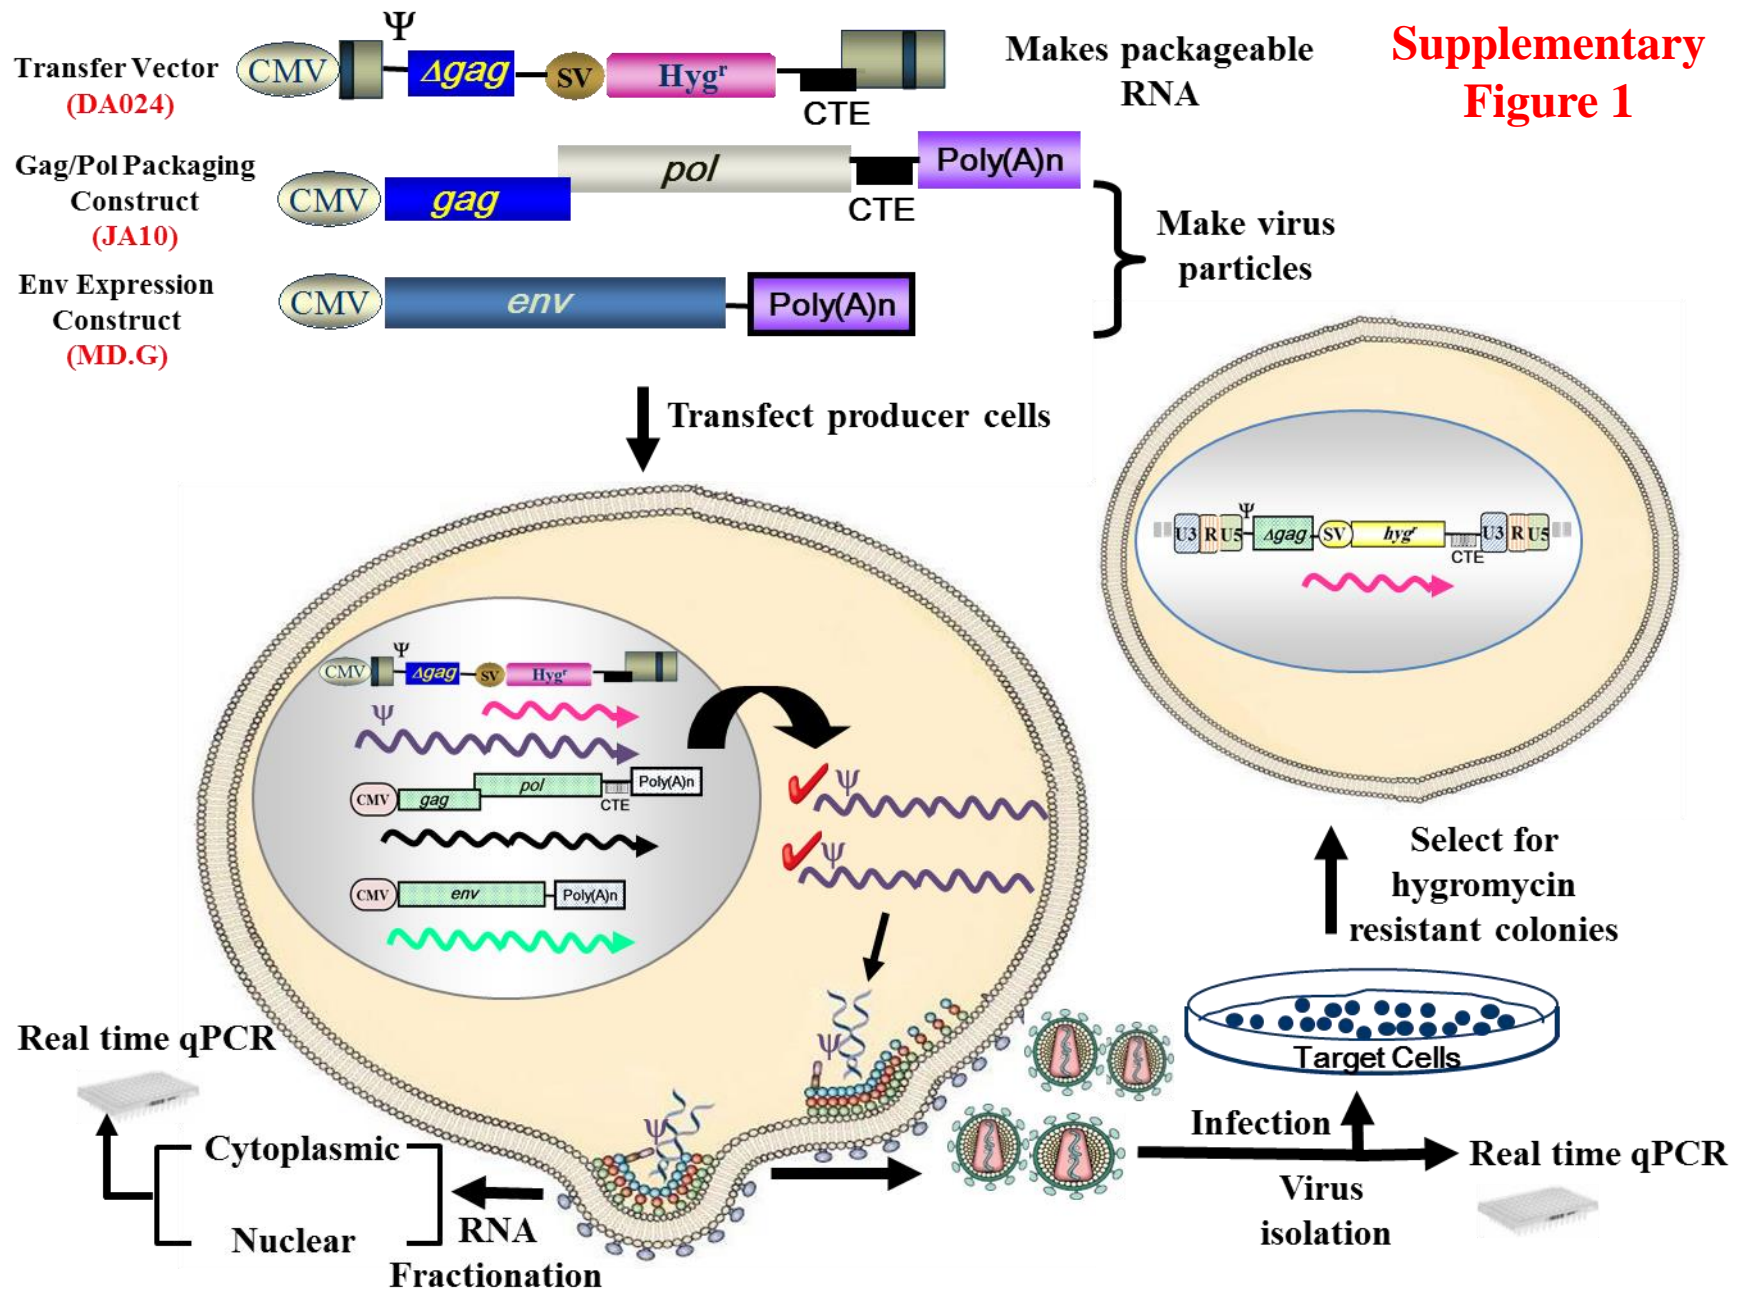 Supplementary
Figure 1
Transfer Vector
(DA024)
CMV
Ψ
Δgag
SV
Hygʳ
CTE
Makes packageable
RNA
Gag/Pol Packaging
Construct
(JA10)
CMV
gag
pol
CTE
Poly(A)n
Env Expression
Construct
(MD.G)
CMV
env
Poly(A)n
Make virus
particles
Transfect producer cells
CMV
Ψ
Δgag
SV
Hygʳ
Ψ
CMV
gag
pol
CTE
Poly(A)n
CMV
env
Poly(A)n
Ψ
Ψ
Ψ
Ψ
U3 R U5
Ψ
Δgag
SV
hygʳ
CTE
U3 R U5
Select for
hygromycin
resistant colonies
Target Cells
Infection
Virus
isolation
Real time qPCR
Real time qPCR
Cytoplasmic
Nuclear
RNA
Fractionation